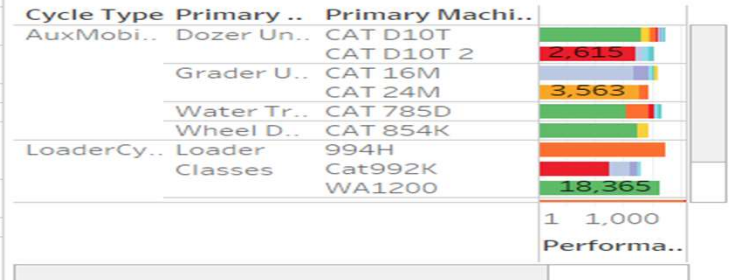 Cycle Type Primary .. Primary Machi..
AuxMobi.. Dozer Un.. CAT D10T
CAT D10T 2 2,615
Grader U.. CAT 16M
CAT 24M 3,563
Water Tr.. CAT 785D
Wheel D.. CAT 854K
LoaderCy.. Loader 994H
Classes Cat992K
WA1200 18,365
1 1,000
Performa..